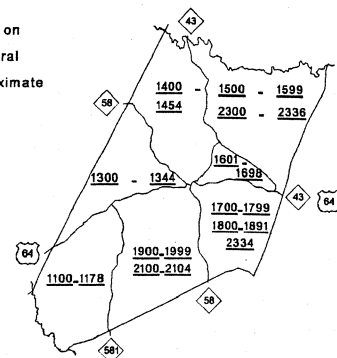 on
ral
ximate
43
1400 - 1500 - 1599
1454 2300 - 2336
58
1601 -
1698
1300 - 1344
43 64
1700 - 1799
1800 - 1891
2334
64
1900 - 1999
2100 - 2104
1100 - 1178
58
581